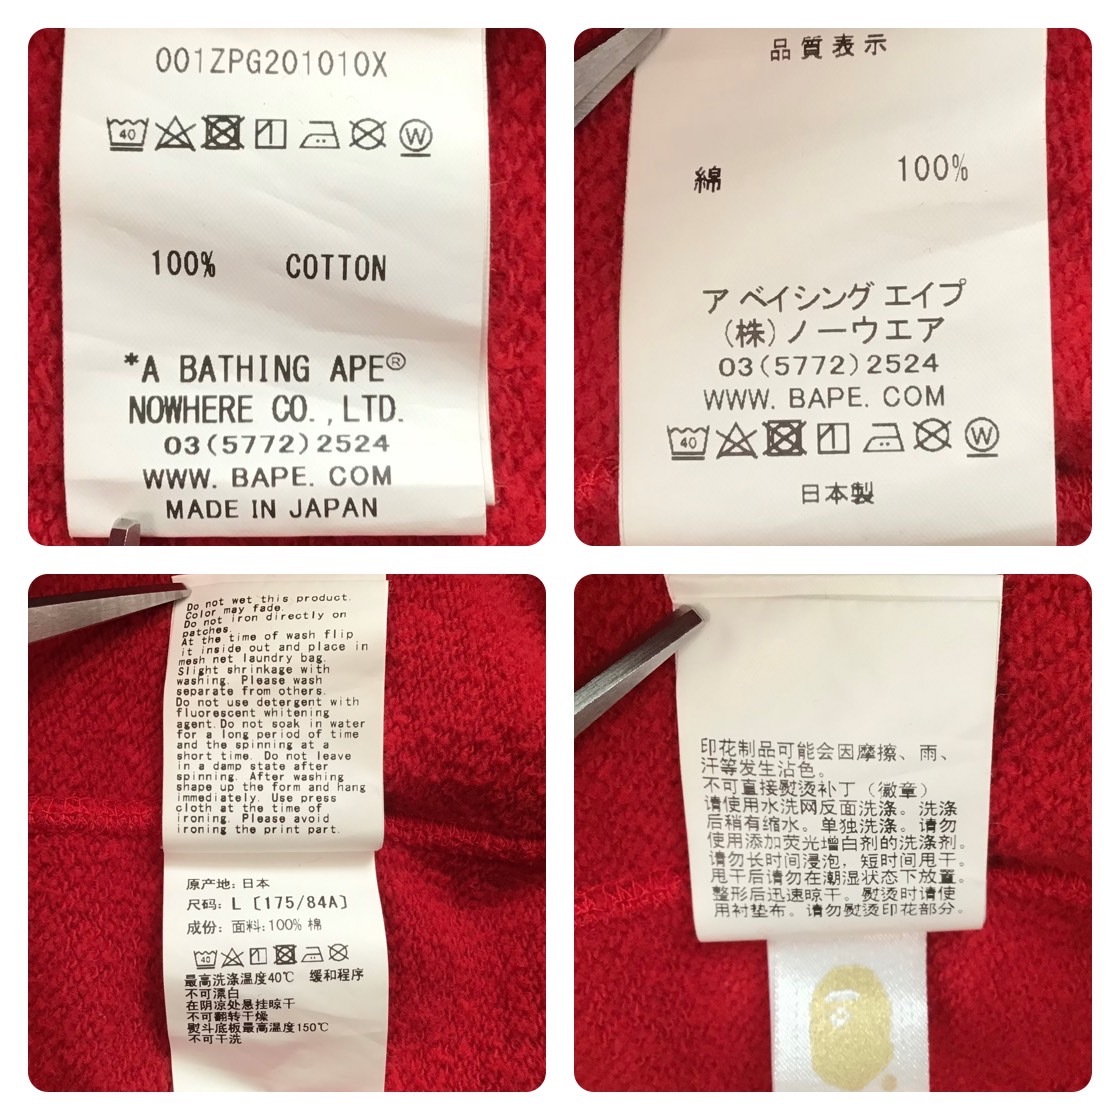 001ZPG201010X
40
W
100% COTTON
*A BATHING APE®
NOWHERE CO.,LTD.
03(5772)2524
WWW.BAPE.COM
MADE IN JAPAN
品質表示
綿 100%
ア ベイシング エイプ
(株)ノーウエア
03(5772)2524
WWW.BAPE.COM
40
W
日本製
Do not wet this product.
Color may fade.
Do not iron directly on
patches.
At the time of wash flip
it inside out and place in
mesh net laundry bag.
Slight shrinkage with
washing. Please wash
separate from others.
Do not use detergent with
fluorescent whitening
agent.Do not soak in water
for a long period of time
and the spinning at a
short time. Do not leave
in a damp state after
spinning. After washing
shape up the form and hang
immediately. Use press
cloth at the time of
ironing. Please avoid
ironing the print part.
原产地: 日本
尺码: L [175/84A]
成份: 面料:100% 棉
40
最高洗涤温度40℃ 缓和程序
不可漂白
在阴凉处悬挂晾干
不可翻转干燥
熨斗底板最高温度150℃
不可干洗
印花制品可能会因摩擦、雨、
汗等发生沾色。
不可直接熨烫补丁（徽章）
请使用水洗网反面洗涤。洗涤
后稍有缩水。单独洗涤。请勿
使用添加荧光增白剂的洗涤剂。
请勿长时间浸泡，短时间甩干。
甩干后请勿在潮湿状态下放置。
整形后迅速晾干。熨烫时请使
用衬垫布。请勿熨烫印花部分。